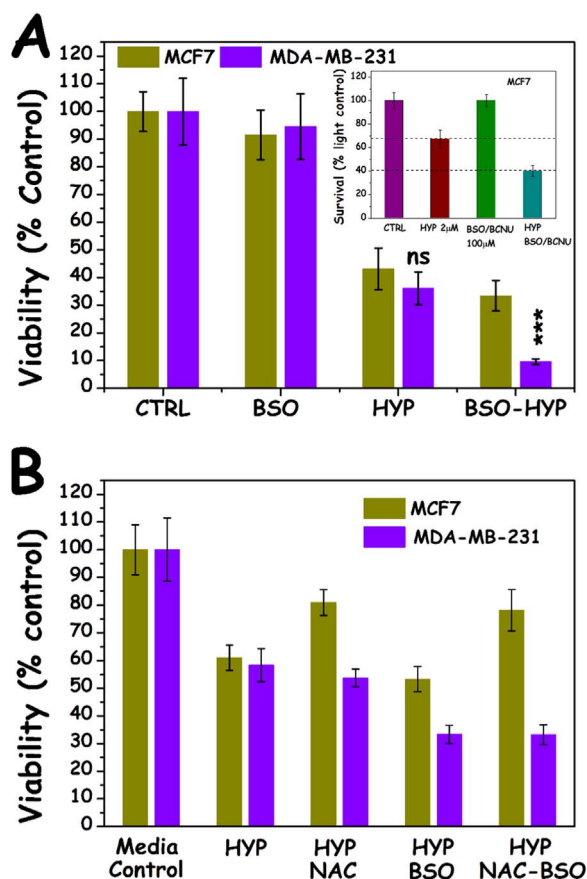 A
MCF7
MDA-MB-231
Viability (% Control)
120
110
100
90
80
70
60
50
40
30
20
10
0
CTRL
BSO
HYP
BSO-HYP
ns
***
MCF7
Survival (% light control)
120
100
80
60
40
20
0
CTRL
HYP 2µM
BSO/BCNU
100µM
HYP
BSO/BCNU
B
MCF7
MDA-MB-231
Viability (% control)
120
110
100
90
80
70
60
50
40
30
20
10
0
Media
Control
HYP
HYP
NAC
HYP
BSO
HYP
NAC-BSO